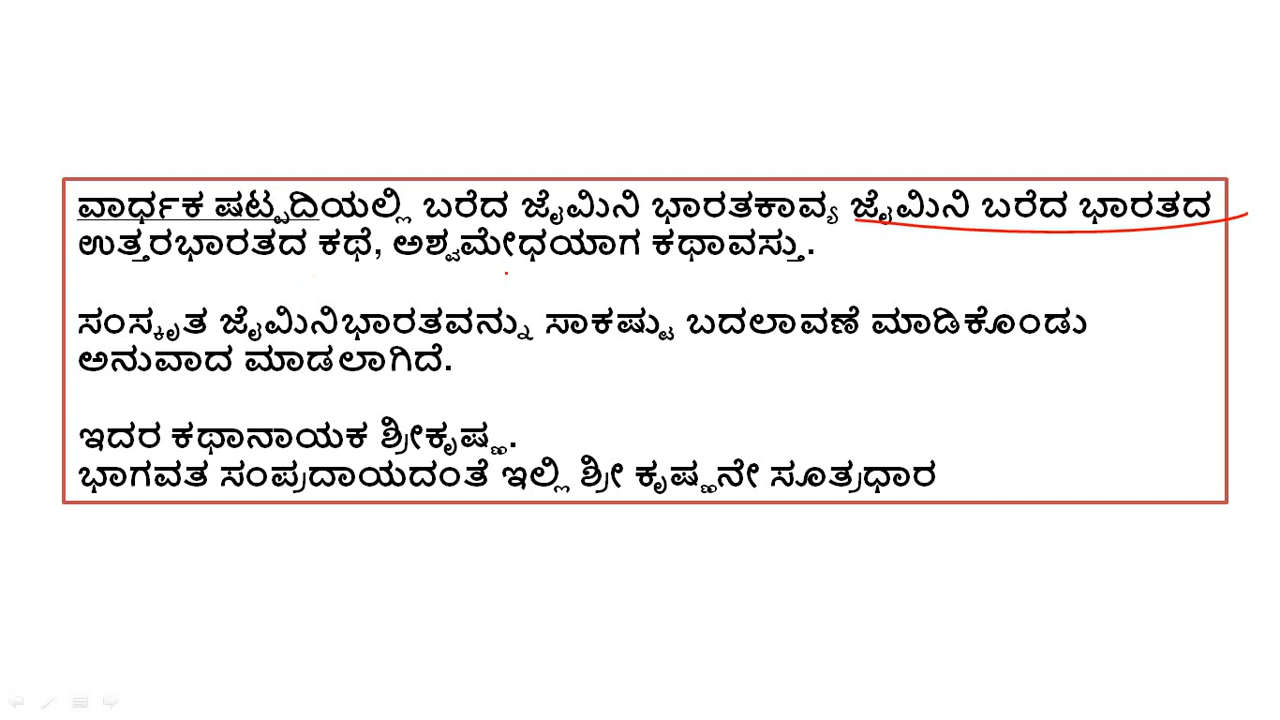 ವಾರ್ಧಕ ಷಟ್ಪದಿಯಲ್ಲಿ ಬರೆದ ಜೈಮಿನಿ ಭಾರತಕಾವ್ಯ ಜೈಮಿನಿ ಬರೆದ ಭಾರತದ
ಉತ್ತರಭಾರತದ ಕಥೆ, ಅಶ್ವಮೇಧಯಾಗ ಕಥಾವಸ್ತು.
ಸಂಸ್ಕೃತ ಜೈಮಿನಿಭಾರತವನ್ನು ಸಾಕಷ್ಟು ಬದಲಾವಣೆ ಮಾಡಿಕೊಂಡು
ಅನುವಾದ ಮಾಡಲಾಗಿದೆ.
ಇದರ ಕಥಾನಾಯಕ ಶ್ರೀಕೃಷ್ಣ.
ಭಾಗವತ ಸಂಪ್ರದಾಯದಂತೆ ಇಲ್ಲಿ ಶ್ರೀ ಕೃಷ್ಣನೇ ಸೂತ್ರಧಾರ